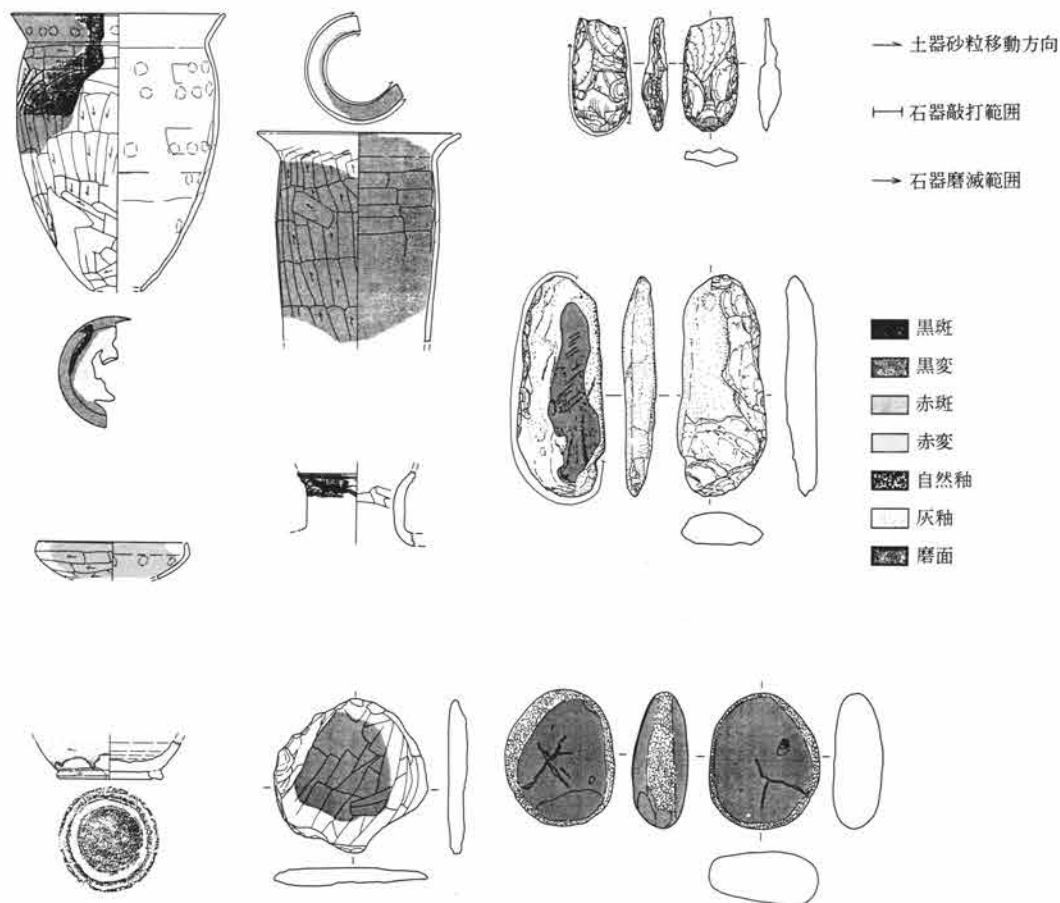 土器砂粒移動方向
石器敲打範囲
石器磨滅範囲
黒斑
黒変
赤斑
赤変
自然釉
灰釉
磨面